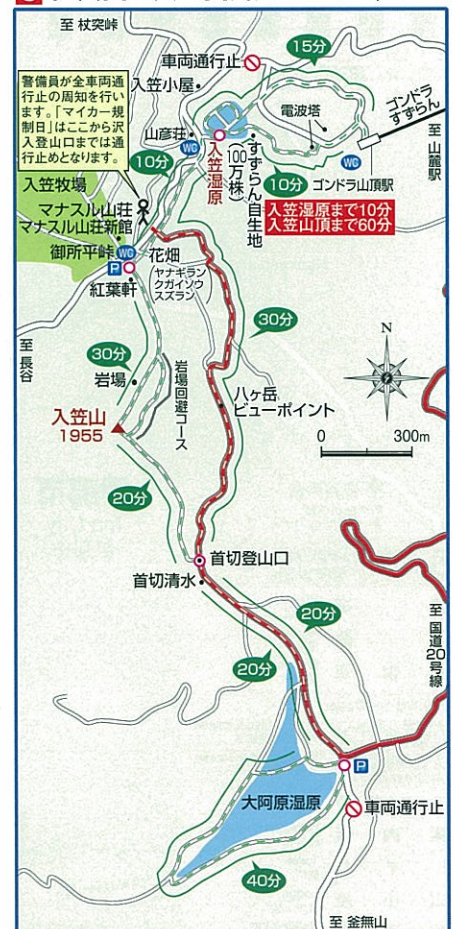 至 杖突峠
車両通行止
15分
入笠小屋
電波塔
ゴンドラ
すずらん
警備員が全車両通
行止の周知を行い
ます。「マイカー規
制日」はここから沢
入登山口までは通
行止めとなります。
山彦荘
WC
至 山麓駅
入笠湿原
(100万株)
すずらん自生地
WC
ゴンドラ山頂駅
10分
10分
入笠湿原まで10分
入笠山頂まで60分
入笠牧場
マナスル山荘
マナスル山荘新館
御所平峠
WC
P
花畑
ヤナギラン
クガイソウ
スズラン
紅葉軒
30分
至 長谷
N
30分
岩場
岩場回避コース
八ヶ岳
ビューポイント
入笠山
1955
0 300m
20分
首切登山口
首切清水
20分
至 国道20号線
20分
P
大阿原湿原
車両通行止
40分
至 釜無山